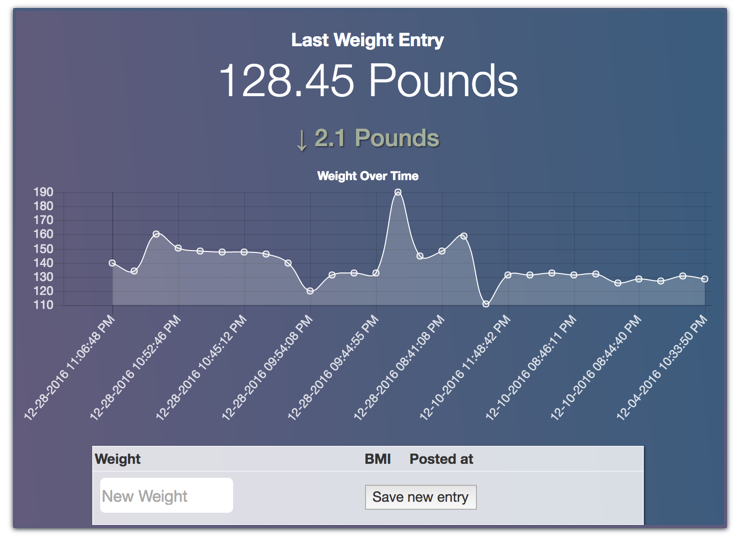 Last Weight Entry
128.45 Pounds
↓ 2.1 Pounds
Weight Over Time
190
180
170
160
150
140
130
120
110
12-28-2016 11:06:48 PM
12-28-2016 10:52:46 PM
12-28-2016 10:45:12 PM
12-28-2016 09:54:08 PM
12-28-2016 09:44:55 PM
12-28-2016 08:41:08 PM
12-10-2016 11:48:42 PM
12-10-2016 08:46:11 PM
12-10-2016 08:44:40 PM
12-04-2016 10:33:50 PM
Weight BMI Posted at
New Weight Save new entry